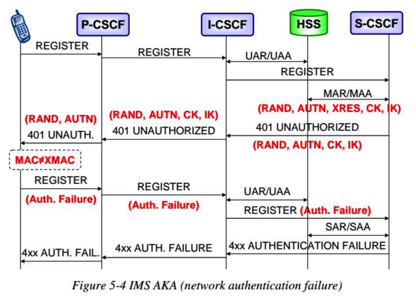 P-CSCF
I-CSCF
HSS
S-CSCF
REGISTER
REGISTER
UAR/UAA
REGISTER
MAR/MAA
(RAND, AUTN, XRES, CK, IK)
401 UNAUTHORIZED
(RAND, AUTN, CK, IK)
(RAND, AUTN, CK, IK)
401 UNAUTHORIZED
(RAND, AUTN)
401 UNAUTH.
MAC≠XMAC
REGISTER
(Auth. Failure)
REGISTER
(Auth. Failure)
UAR/UAA
REGISTER (Auth. Failure)
SAR/SAA
4xx AUTHENTICATION FAILURE
4xx AUTH. FAILURE
4xx AUTH. FAIL.
Figure 5-4 IMS AKA (network authentication failure)